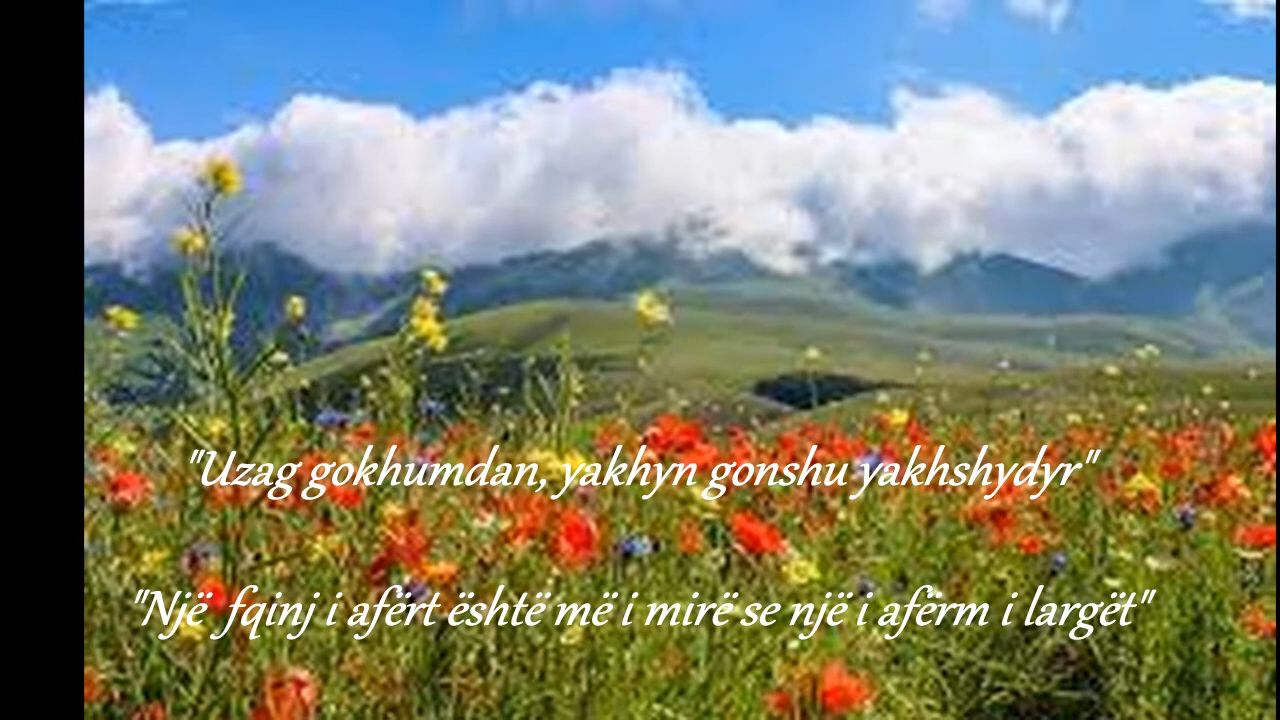 "Uzag gokhumdan, yakhyn gonshu yakhshydyr"
"Një fqinj i afërt është më i mirë se një i afërm i largët"